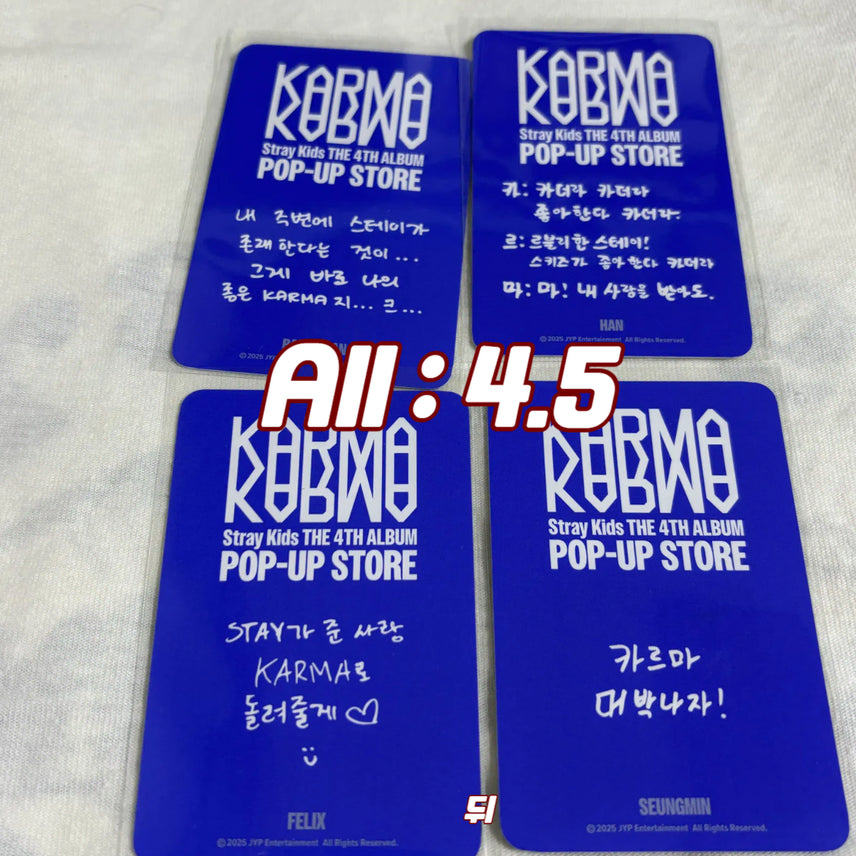 KARMA
Stray Kids THE 4TH ALBUM
POP-UP STORE
내 주변에 스테이가
존재한다는 것이...
그게 바로 나의
좋은 KARMA지... 크...
© 2025 JYP
KARMA
Stray Kids THE 4TH ALBUM
POP-UP STORE
카: 카더라 카더라
좋아한다 카더라.
르: 르블리한 스테이!
스키즈가 좋아한다 카더라
마: 마! 내 사랑을 받아도.
HAN
© 2025 JYP Entertainment All Rights Reserved.
All : 4.5
KARMA
Stray Kids THE 4TH ALBUM
POP-UP STORE
STAY가 준 사랑
KARMA로
돌려줄게♡
FELIX
© 2025 JYP Entertainment All Rights Reserved.
KARMA
Stray Kids THE 4TH ALBUM
POP-UP STORE
카르마
대박나자!
SEUNGMIN
© 2025 JYP Entertainment All Rights Reserved.
뒤